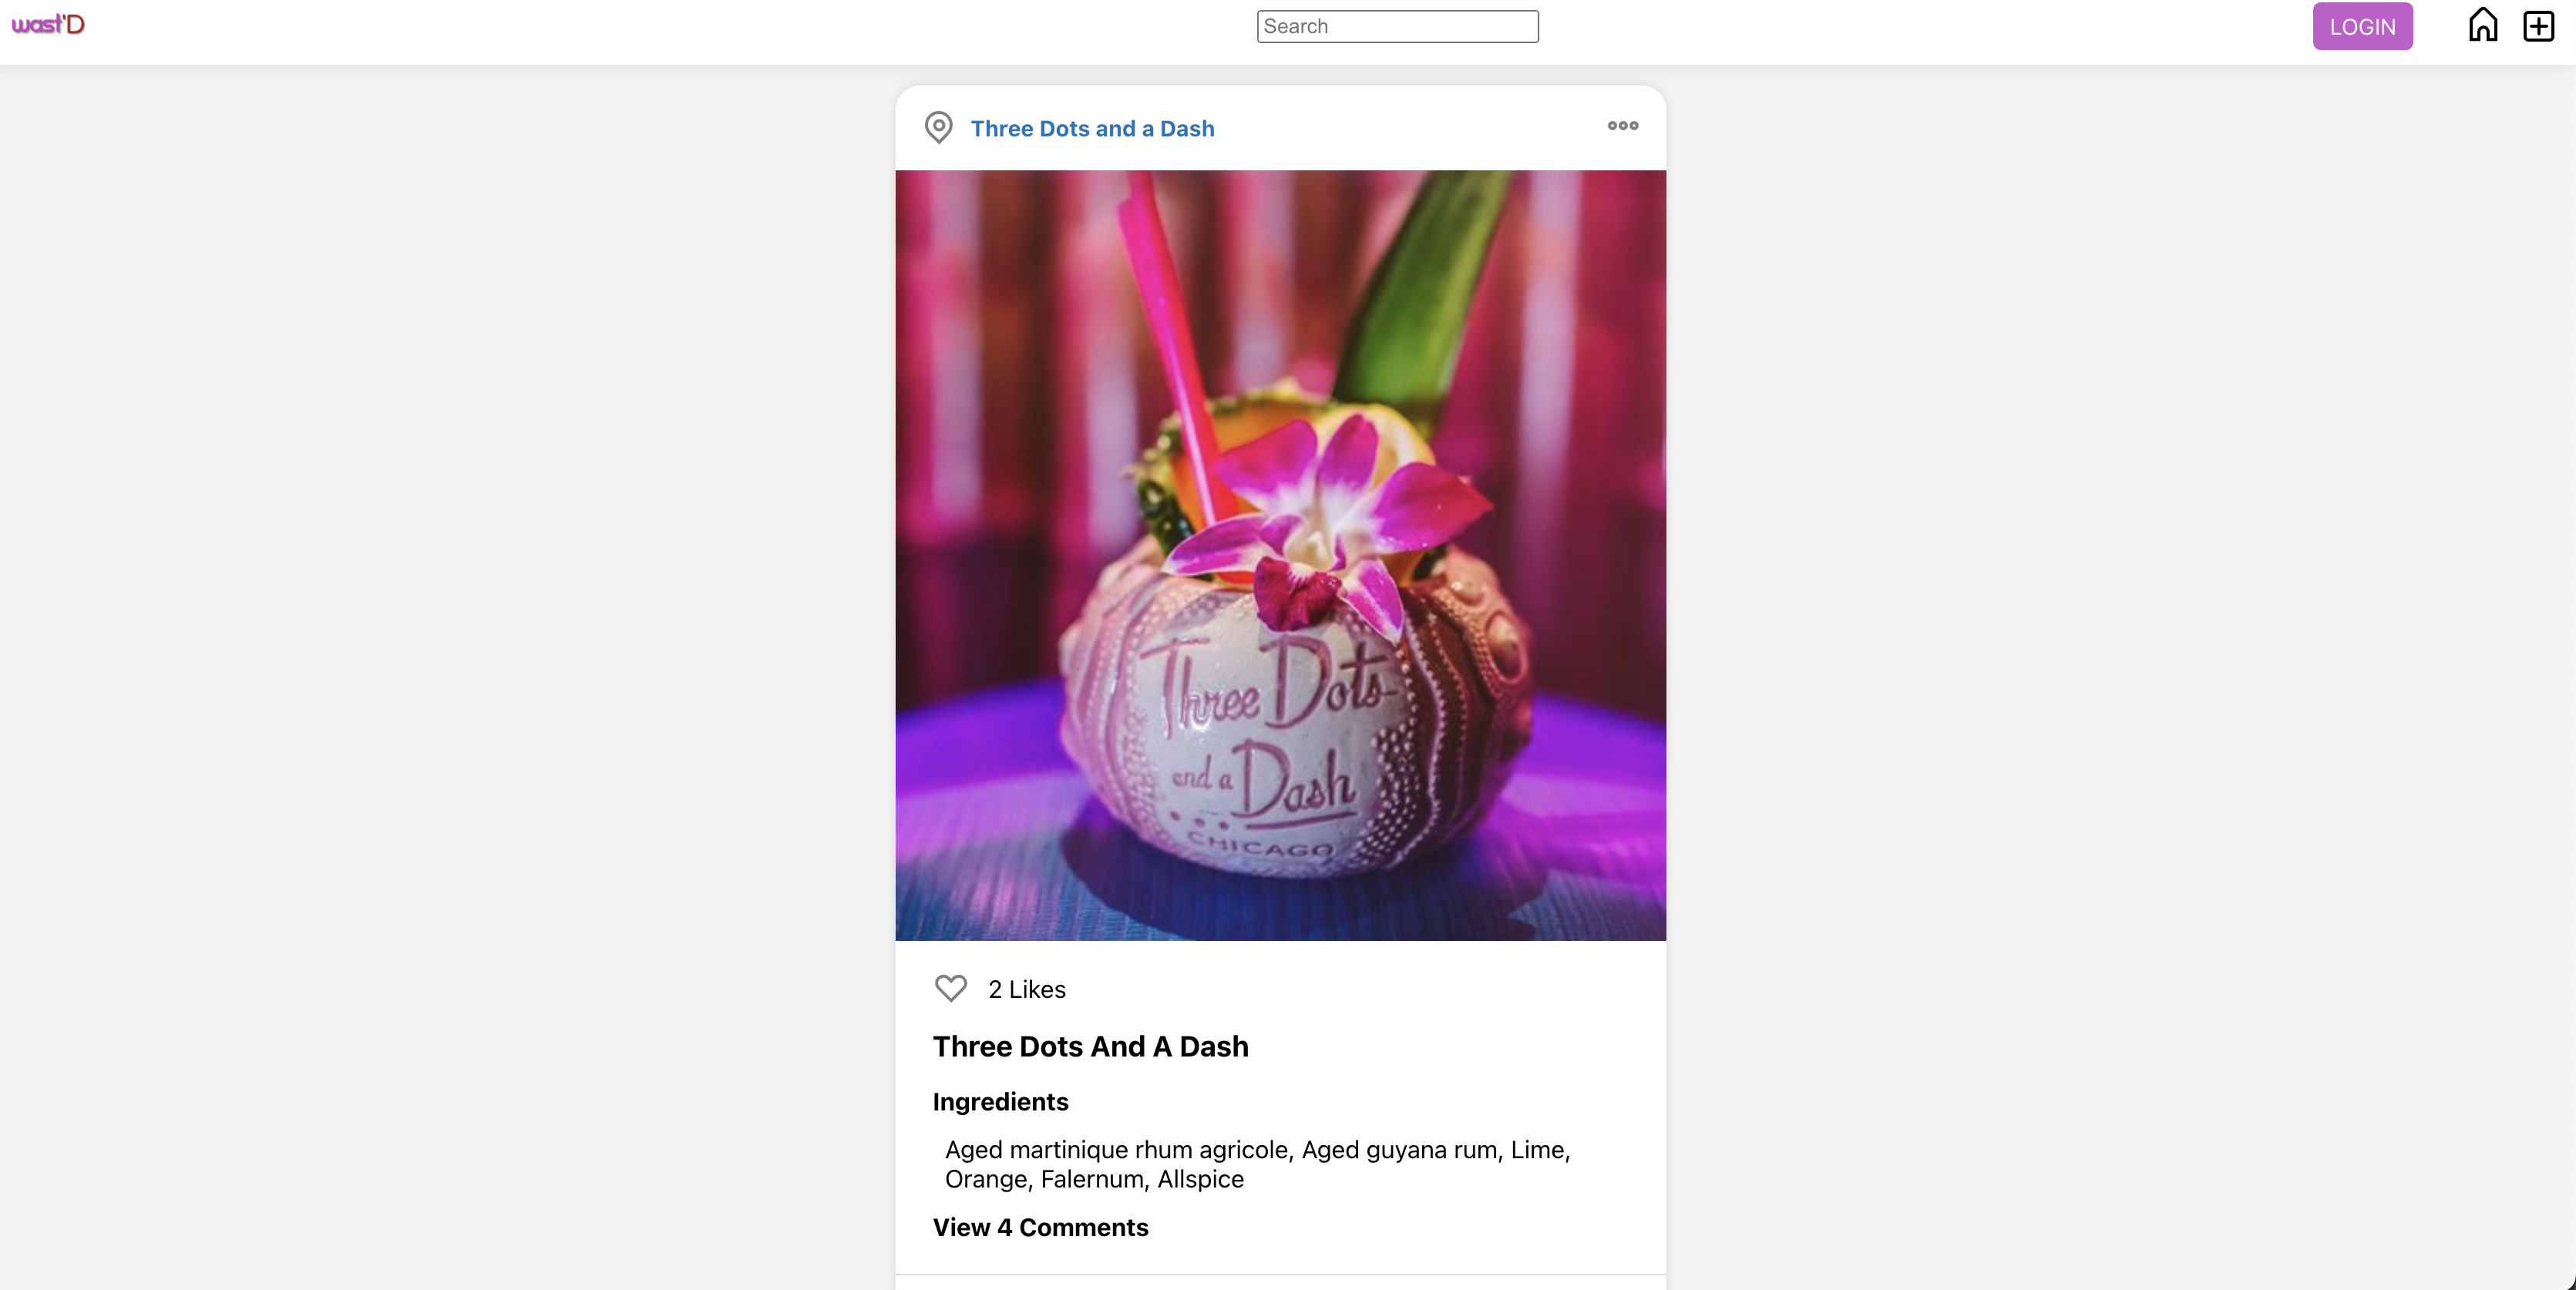 wast'D
Search
LOGIN
Three Dots and a Dash
Three Dots
and a Dash
CHICAGO
2 Likes
Three Dots And A Dash
Ingredients
Aged martinique rhum agricole, Aged guyana rum, Lime,
Orange, Falernum, Allspice
View 4 Comments